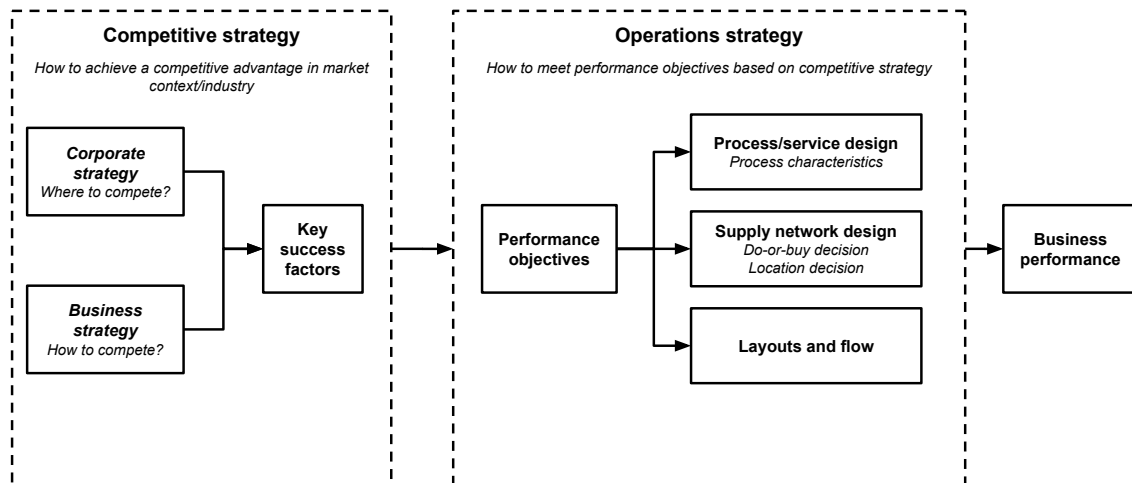 Competitive strategy
How to achieve a competitive advantage in market
context/industry
Corporate
strategy
Where to compete?
Business
strategy
How to compete?
Key
success
factors
Operations strategy
How to meet performance objectives based on competitive strategy
Performance
objectives
Process/service design
Process characteristics
Supply network design
Do-or-buy decision
Location decision
Layouts and flow
Business
performance